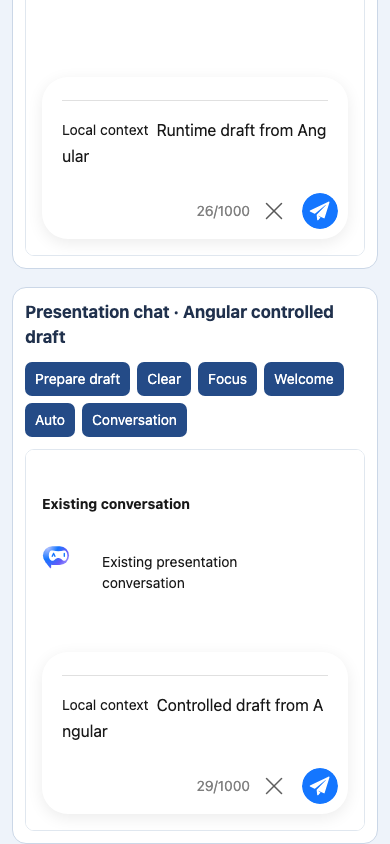 Local context Runtime draft from Ang
ular
26/1000
Presentation chat · Angular controlled
draft
Prepare draft Clear Focus Welcome
Auto Conversation
Existing conversation
AI
Existing presentation
conversation
Local context Controlled draft from A
ngular
29/1000